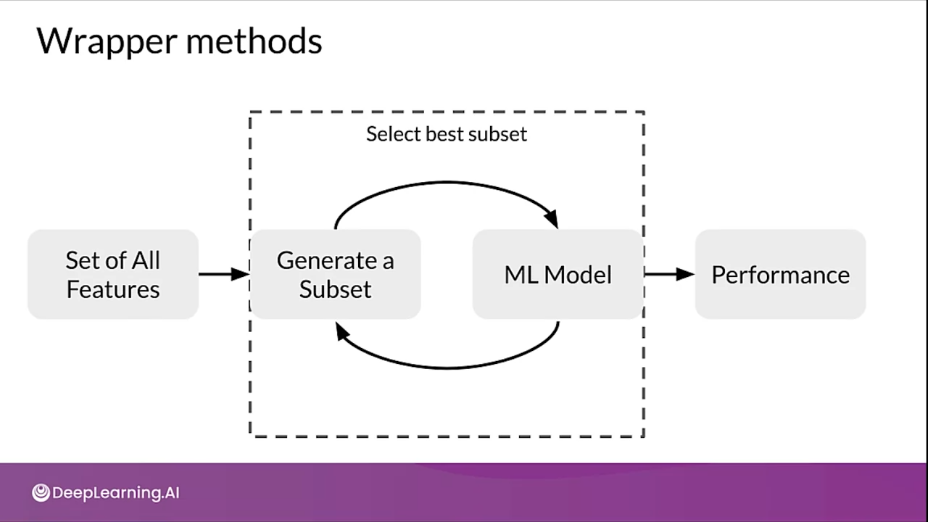 Wrapper methods
Select best subset
Set of All
Features
Generate a
Subset
ML Model
Performance
DeepLearning.AI